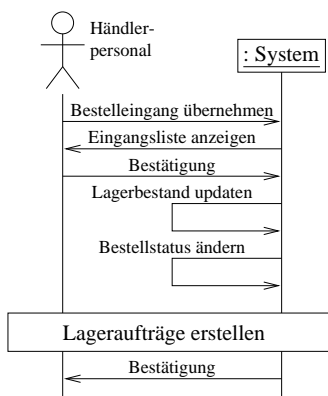 Händler-
personal
: System
Bestelleingang übernehmen
Eingangsliste anzeigen
Bestätigung
Lagerbestand updaten
Bestellstatus ändern
Lageraufträge erstellen
Bestätigung